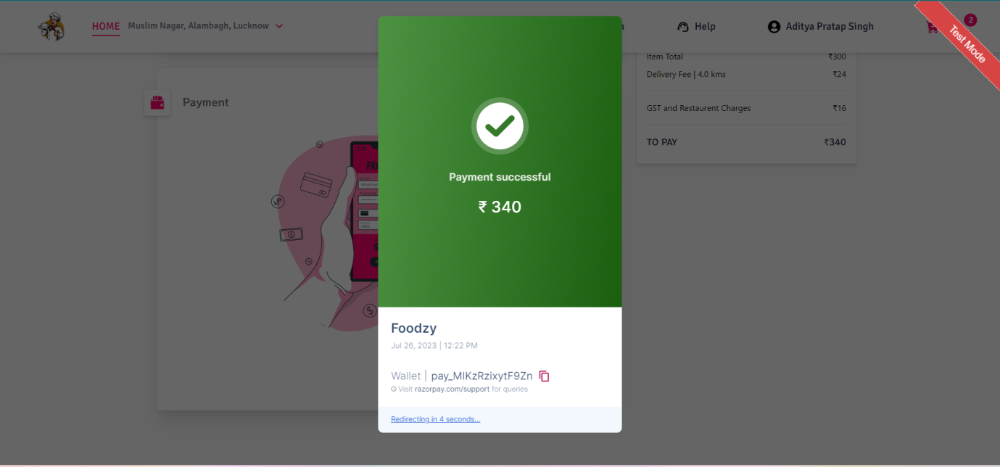 HOME
Muslim Nagar, Alambagh, Lucknow
Help
Aditya Pratap Singh
2
Test Mode
Payment
PAY
Item Total ₹300
Delivery Fee | 4.0 kms ₹24
GST and Restaurent Charges ₹16
TO PAY ₹340
Payment successful
₹ 340
Foodzy
Jul 26, 2023 | 12:22 PM
Wallet | pay_MIKzRzixytF9Zn
Visit razorpay.com/support for queries
Redirecting in 4 seconds...